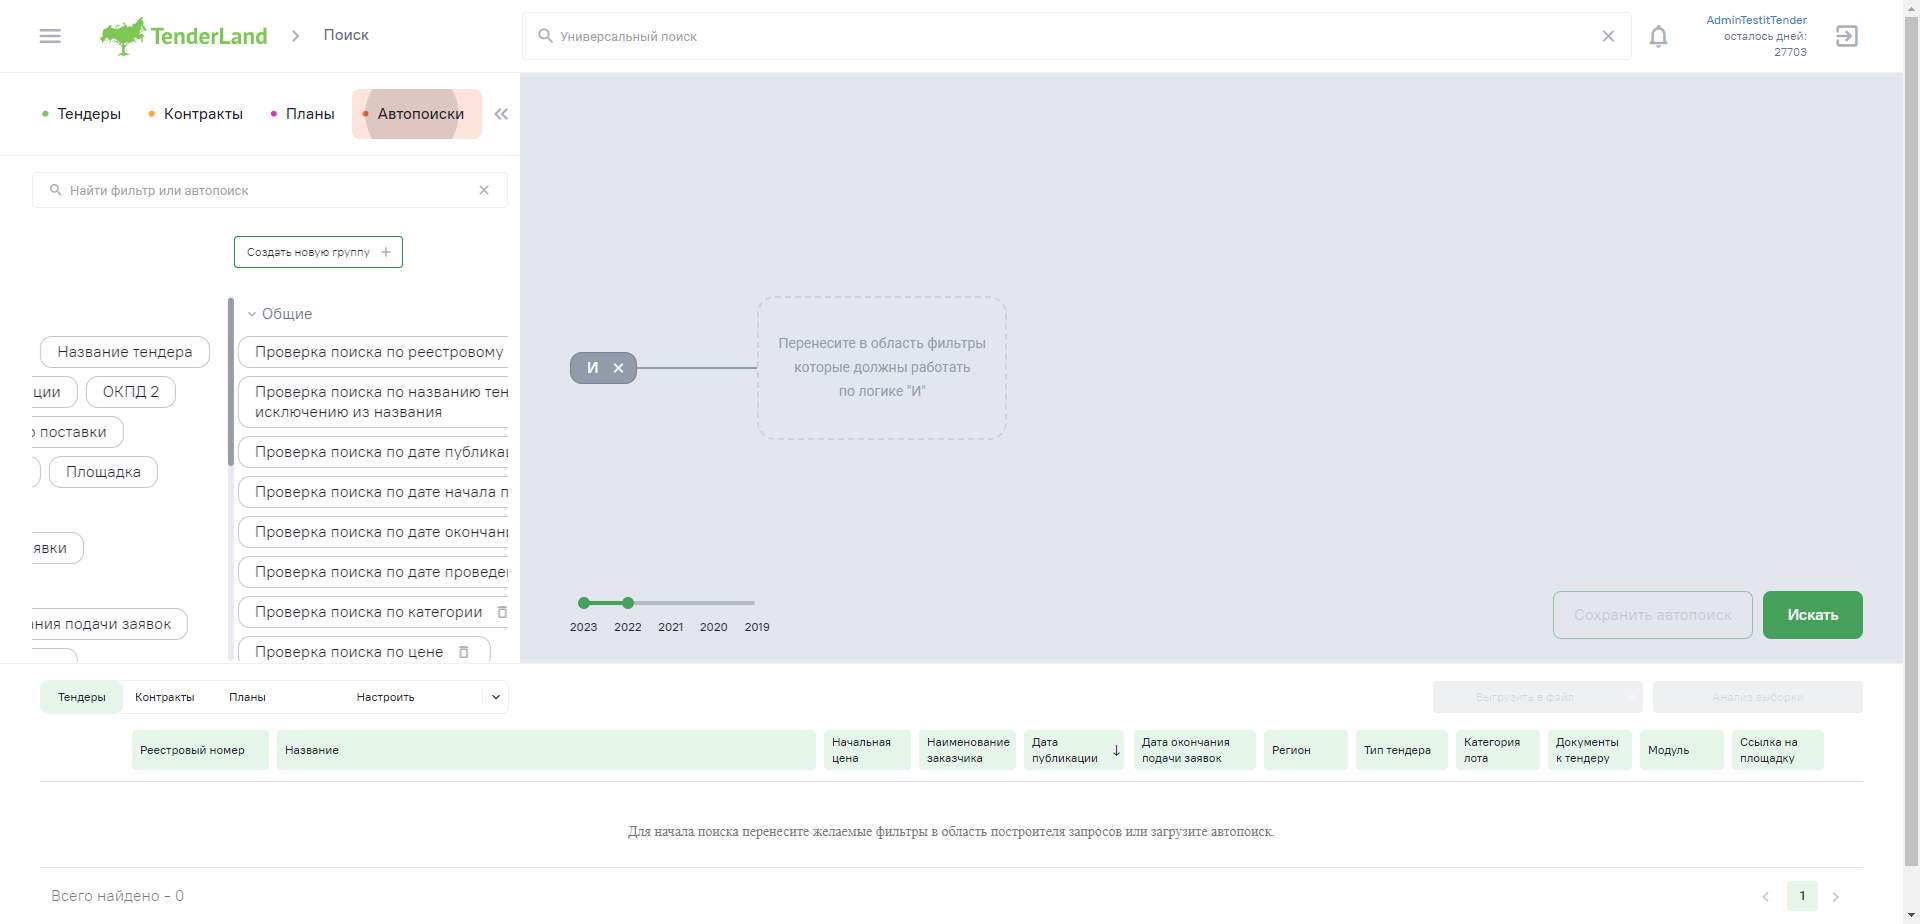 TenderLand
Поиск
Универсальный поиск
AdminTestitTender
осталось дней:
27703
Тендеры
Контракты
Планы
Автопоиски
Найти фильтр или автопоиск
Создать новую группу
Название тендера
ции
ОКПД 2
о поставки
Площадка
явки
ания подачи заявок
Общие
Проверка поиска по реестровому
Проверка поиска по названию тен
исключению из названия
Проверка поиска по дате публикац
Проверка поиска по дате начала п
Проверка поиска по дате окончани
Проверка поиска по дате проведен
Проверка поиска по категории
Проверка поиска по цене
И
Перенесите в область фильтры
которые должны работать
по логике "И"
2023 2022 2021 2020 2019
Сохранить автопоиск
Искать
Тендеры
Контракты
Планы
Настроить
Выгрузить в файл
Анализ выборки
Реестровый номер
Название
Начальная
цена
Наименование
заказчика
Дата
публикации
Дата окончания
подачи заявок
Регион
Тип тендера
Категория
лота
Документы
к тендеру
Модуль
Ссылка на
площадку
Для начала поиска перенесите желаемые фильтры в область построителя запросов или загрузите автопоиск.
Всего найдено - 0
1